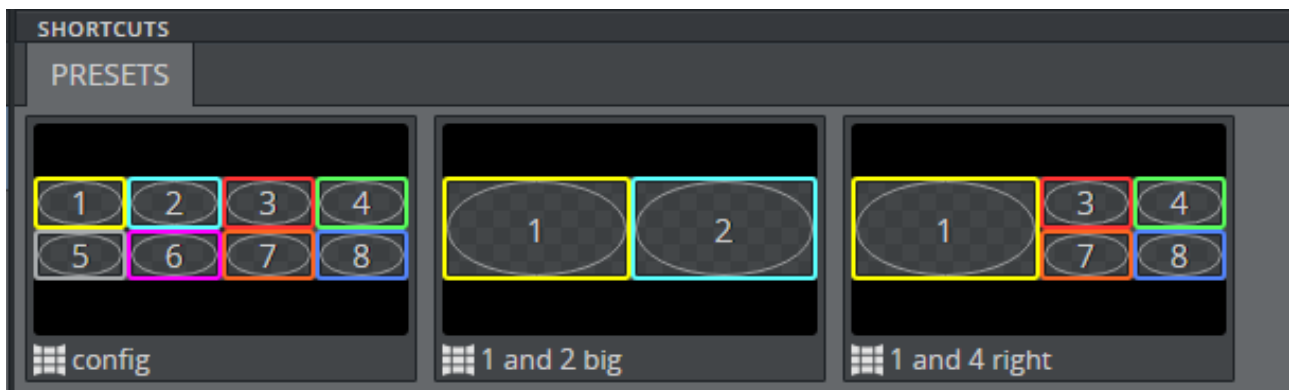 SHORTCUTS
PRESETS
1 2 3 4
5 6 7 8
config
1 2
1 and 2 big
1 3 4
7 8
1 and 4 right